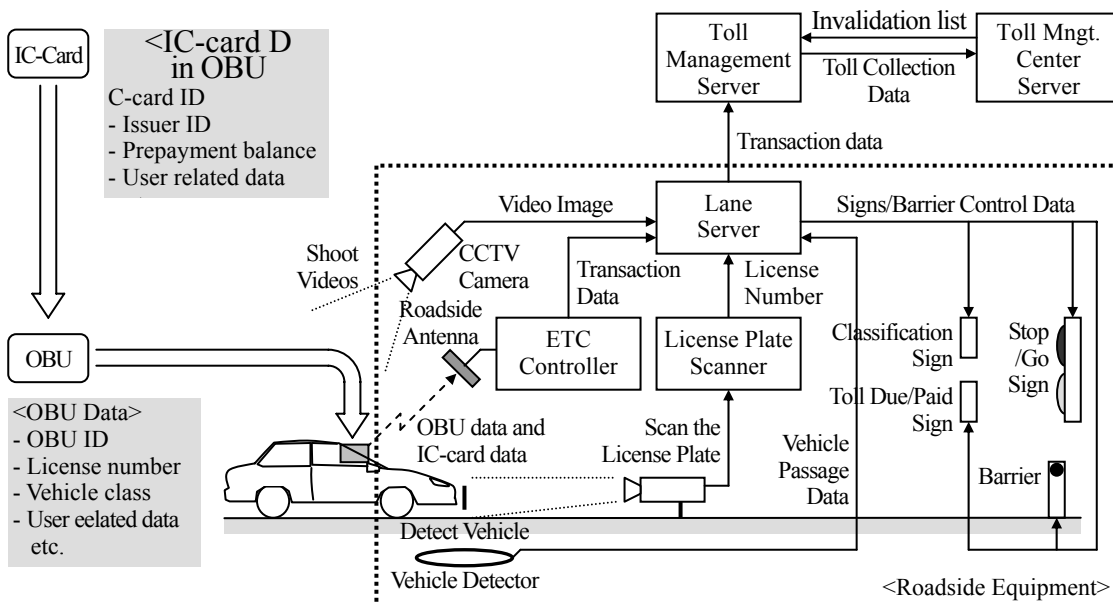 IC-Card
<IC-card D
in OBU
C-card ID
- Issuer ID
- Prepayment balance
- User related data
Toll
Management
Server
Invalidation list
Toll Collection
Data
Toll Mngt.
Center
Server
Transaction data
Video Image
Lane
Server
Signs/Barrier Control Data
Shoot
Videos
CCTV
Camera
Transaction
Data
License
Number
Roadside
Antenna
ETC
Controller
License Plate
Scanner
Classification
Sign
Stop
/Go
Sign
Toll Due/Paid
Sign
OBU
<OBU Data>
- OBU ID
- License number
- Vehicle class
- User eelated data
etc.
OBU data and
IC-card data
Scan the
License Plate
Vehicle
Passage
Data
Barrier
Detect Vehicle
Vehicle Detector
<Roadside Equipment>